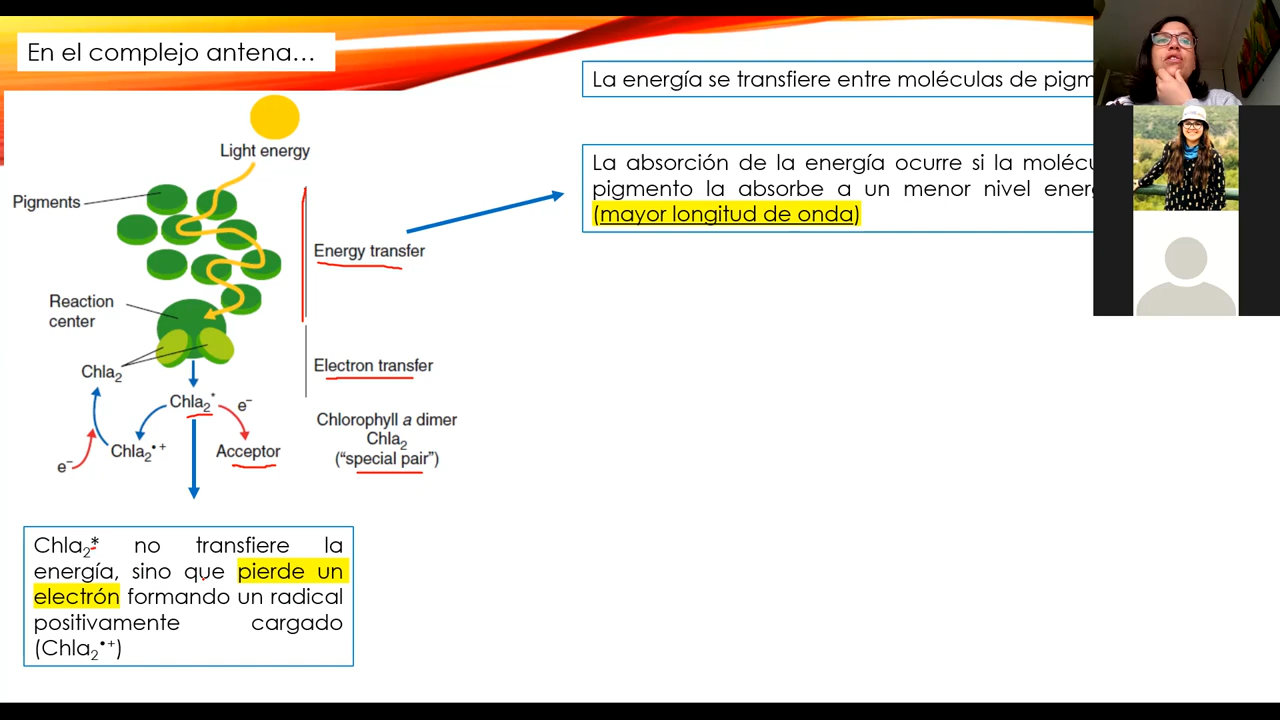 En el complejo antena…
La energía se transfiere entre moléculas de
La absorción de la energía ocurre si la
pigmento la absorbe a un menor nivel
(mayor longitud de onda)
Light energy
Pigments
Energy transfer
Reaction
center
Electron transfer
Chla2
Chla2* e⁻
Chlorophyll a dimer
Chla2
("special pair")
Chla2•+
Acceptor
e⁻
Chla2* no transfiere la
energía, sino que pierde un
electrón formando un radical
positivamente cargado
(Chla2•+)